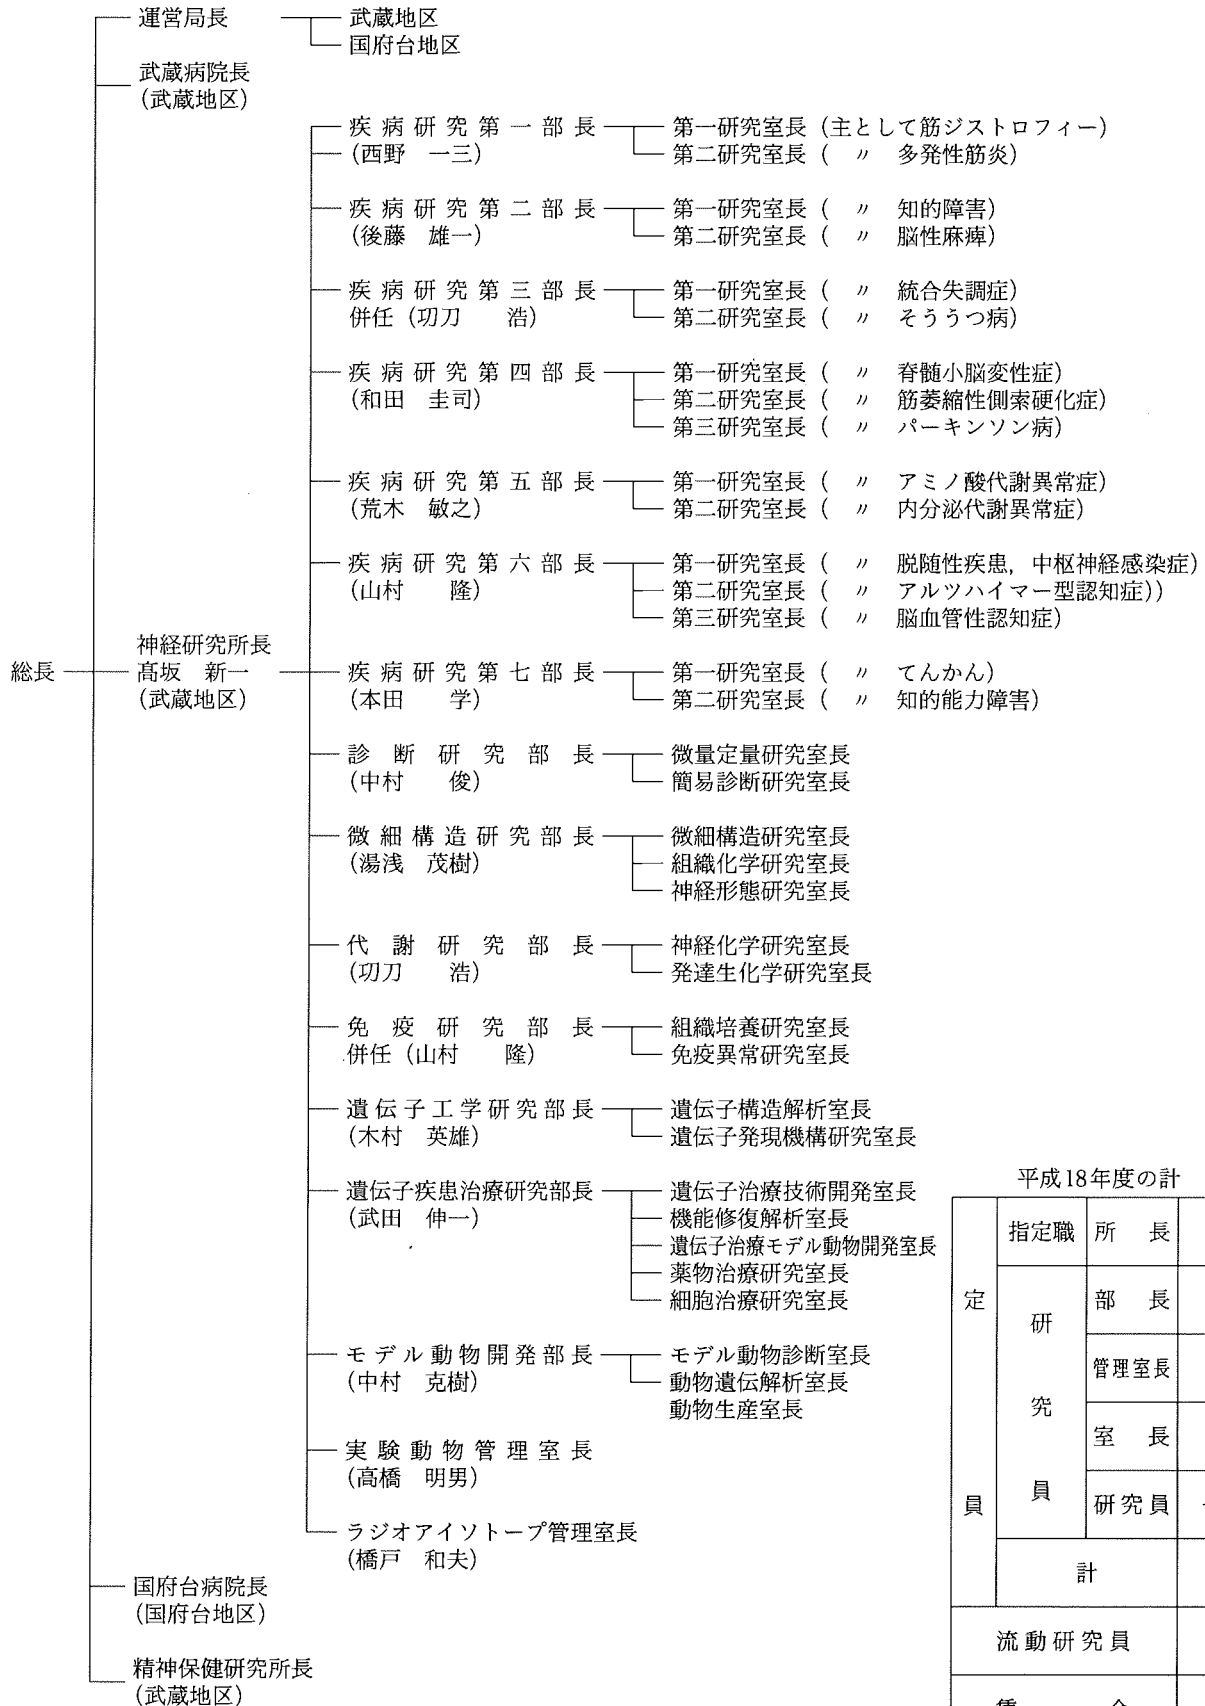 運営局長
武蔵地区
国府台地区
武蔵病院長
(武蔵地区)
疾病研究第一部長 第一研究室長 (主として筋ジストロフィー)
(西野 一三) 第二研究室長 ( 〃 多発性筋炎)
疾病研究第二部長 第一研究室長 ( 〃 知的障害)
(後藤 雄一) 第二研究室長 ( 〃 脳性麻痺)
疾病研究第三部長 第一研究室長 ( 〃 統合失調症)
併任 (功刀 浩) 第二研究室長 ( 〃 そううつ病)
疾病研究第四部長 第一研究室長 ( 〃 脊髄小脳変性症)
(和田 圭司) 第二研究室長 ( 〃 筋萎縮性側索硬化症)
第三研究室長 ( 〃 パーキンソン病)
疾病研究第五部長 第一研究室長 ( 〃 アミノ酸代謝異常症)
(荒木 敏之) 第二研究室長 ( 〃 内分泌代謝異常症)
疾病研究第六部長 第一研究室長 ( 〃 脱随性疾患, 中枢神経感染症)
(山村 隆) 第二研究室長 ( 〃 アルツハイマー型認知症))
第三研究室長 ( 〃 脳血管性認知症)
総長
神経研究所長
髙坂 新一
(武蔵地区)
疾病研究第七部長 第一研究室長 ( 〃 てんかん)
(本田 学) 第二研究室長 ( 〃 知的能力障害)
診断研究部長 微量定量研究室長
(中村 俊) 簡易診断研究室長
微細構造研究部長 微細構造研究室長
(湯浅 茂樹) 組織化学研究室長
神経形態研究室長
代謝研究部長 神経化学研究室長
(功刀 浩) 発達生化学研究室長
免疫研究部長 組織培養研究室長
併任 (山村 隆) 免疫異常研究室長
遺伝子工学研究部長 遺伝子構造解析室長
(木村 英雄) 遺伝子発現機構研究室長
遺伝子疾患治療研究部長 遺伝子治療技術開発室長
(武田 伸一) 機能修復解析室長
遺伝子治療モデル動物開発室長
薬物治療研究室長
細胞治療研究室長
モデル動物開発部長 モデル動物診断室長
(中村 克樹) 動物遺伝解析室長
動物生産室長
実験動物管理室長
(高橋 明男)
ラジオアイソトープ管理室長
(橋戸 和夫)
国府台病院長
(国府台地区)
精神保健研究所長
(武蔵地区)
平成18年度の計
定員
指定職 所長
研究員
部長
管理室長
室長
研究員
計
流動研究員